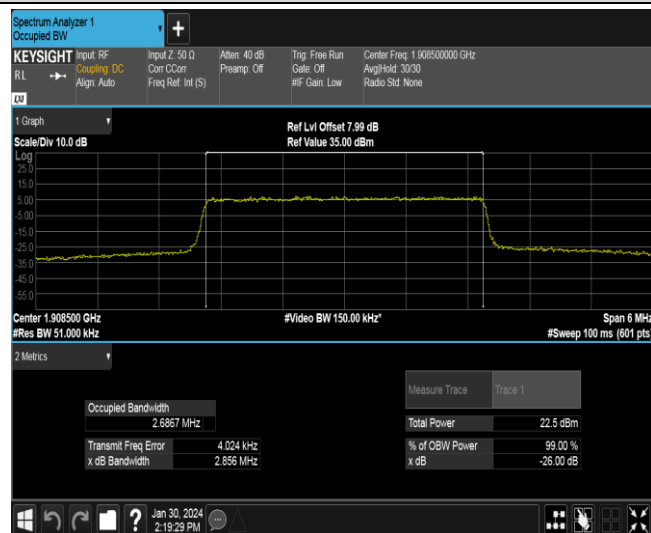 Spectrum Analyzer 1
Occupied BW
+
KEYSIGHT Input: RF Input Z: 50 Ω Atten: 40 dB Trig: Free Run Center Freq: 1.908500000 GHz
RL Coupling: DC Corr CCorr Preamp: Off Gate: Off Avg|Hold: 30/30
Align: Auto Freq Ref: Int (S) #IF Gain: Low Radio Std: None
LXI
1 Graph
Ref Lvl Offset 7.99 dB
Scale/Div 10.0 dB Ref Value 35.00 dBm
Log
25.0
15.0
5.00
-5.00
-15.0
-25.0
-35.0
-45.0
-55.0
Center 1.908500 GHz #Video BW 150.00 kHz* Span 6 MHz
#Res BW 51.000 kHz #Sweep 100 ms (601 pts)
2 Metrics
Measure Trace Trace 1
Occupied Bandwidth
2.6867 MHz Total Power 22.5 dBm
Transmit Freq Error 4.024 kHz % of OBW Power 99.00 %
x dB Bandwidth 2.856 MHz x dB -26.00 dB
? Jan 30, 2024
2:19:29 PM